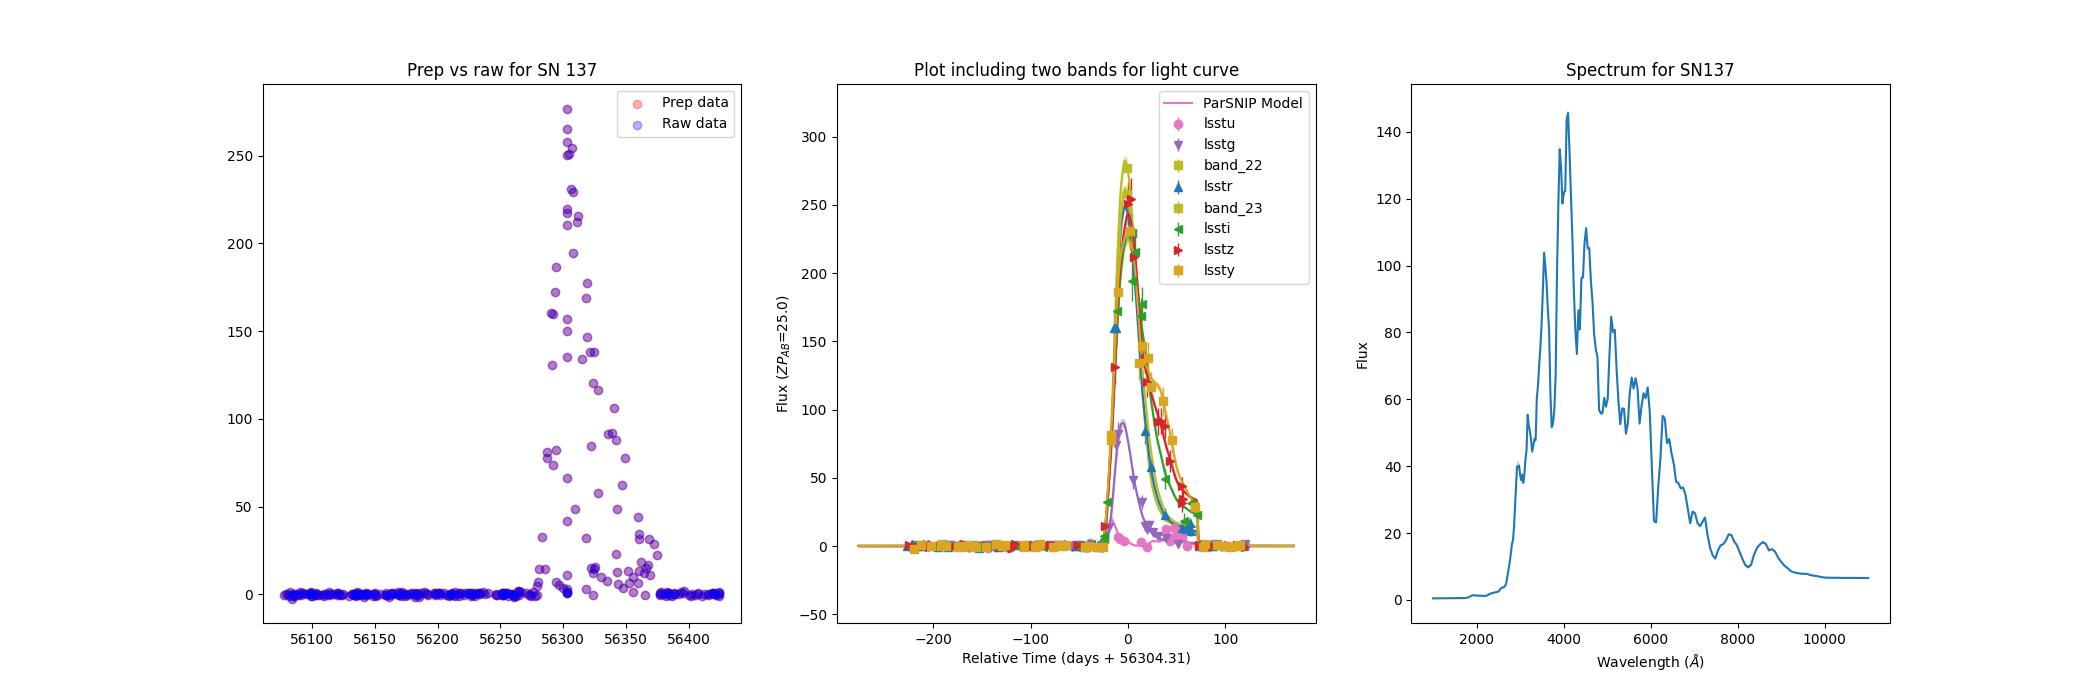 Prep vs raw for SN 137
Prep data
Raw data
250
200
150
100
50
0
56100 56150 56200 56250 56300 56350 56400
Plot including two bands for light curve
ParSNIP Model
lsstu
lsstg
band_22
lsstr
band_23
lssti
lsstz
lssty
Flux (ZP_AB=25.0)
300
250
200
150
100
50
0
−50
−200 −100 0 100
Relative Time (days + 56304.31)
Spectrum for SN137
Flux
140
120
100
80
60
40
20
0
2000 4000 6000 8000 10000
Wavelength (Å)